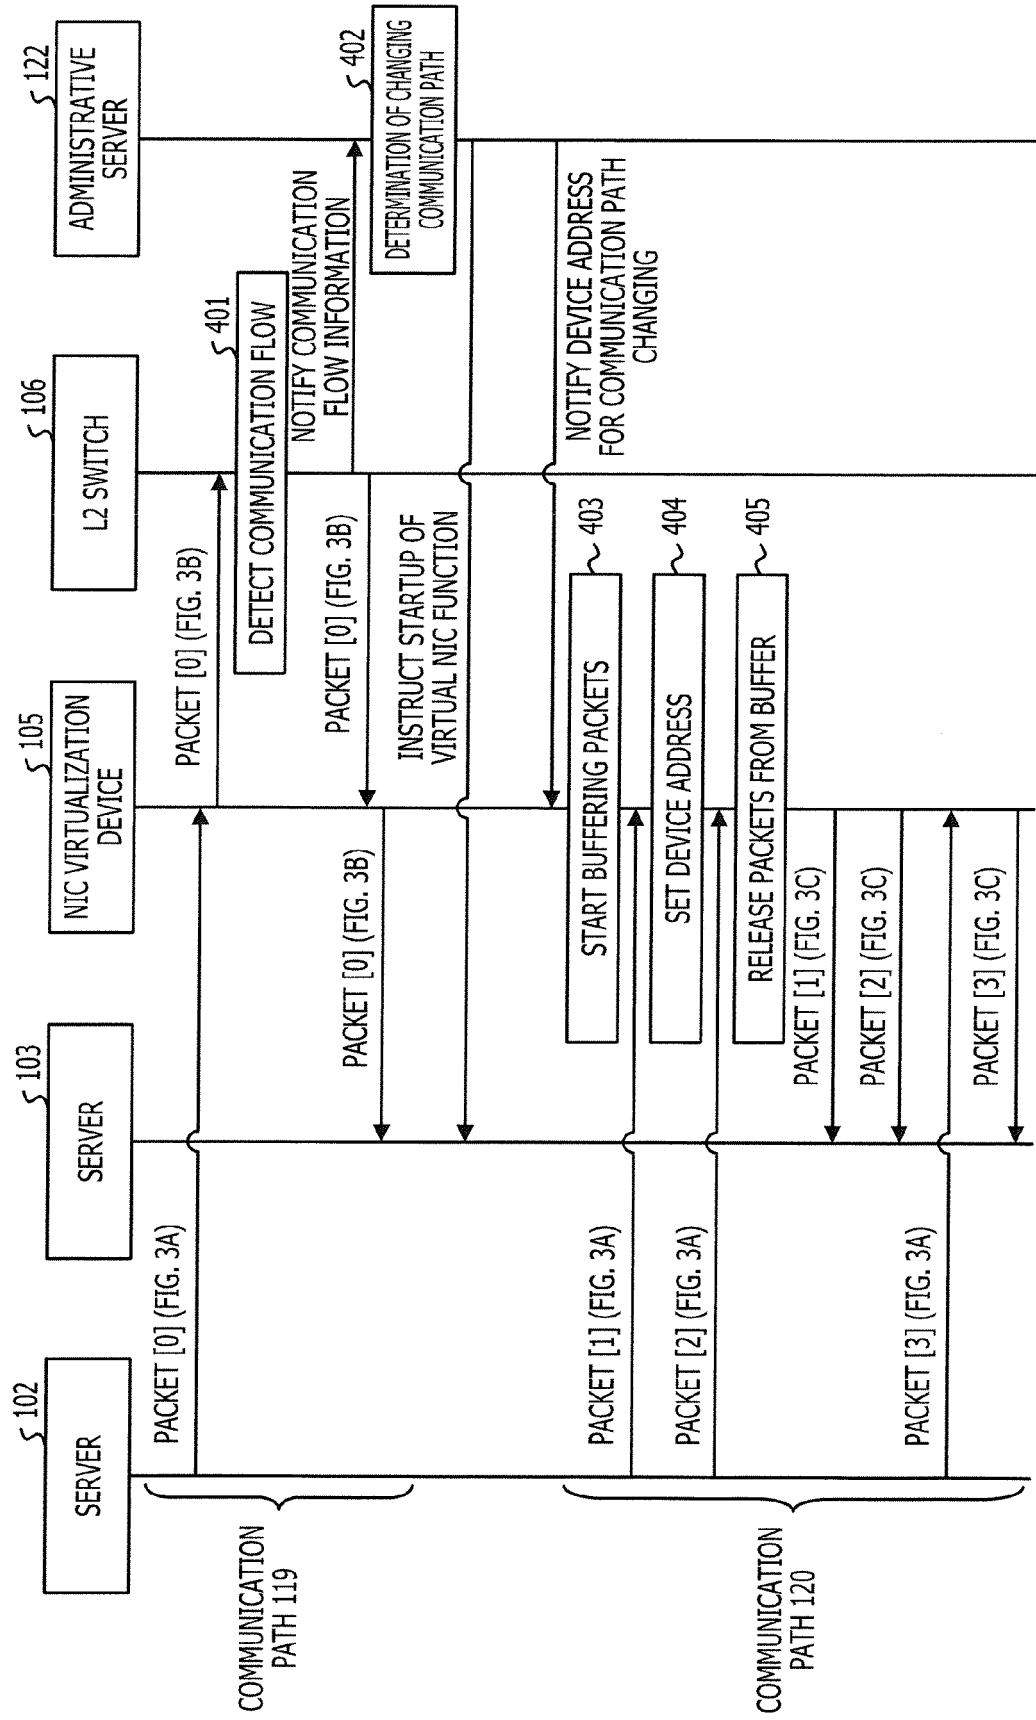 102
SERVER
103
SERVER
105
NIC VIRTUALIZATION
DEVICE
106
L2 SWITCH
122
ADMINISTRATIVE
SERVER
COMMUNICATION
PATH 119
PACKET [0] (FIG. 3A)
PACKET [0] (FIG. 3B)
401
DETECT COMMUNICATION FLOW
NOTIFY COMMUNICATION
FLOW INFORMATION
PACKET [0] (FIG. 3B)
PACKET [0] (FIG. 3B)
402
DETERMINATION OF CHANGING
COMMUNICATION PATH
INSTRUCT STARTUP OF
VIRTUAL NIC FUNCTION
NOTIFY DEVICE ADDRESS
FOR COMMUNICATION PATH
CHANGING
COMMUNICATION
PATH 120
START BUFFERING PACKETS
403
PACKET [1] (FIG. 3A)
SET DEVICE ADDRESS
404
PACKET [2] (FIG. 3A)
RELEASE PACKETS FROM BUFFER
405
PACKET [1] (FIG. 3C)
PACKET [2] (FIG. 3C)
PACKET [3] (FIG. 3A)
PACKET [3] (FIG. 3C)